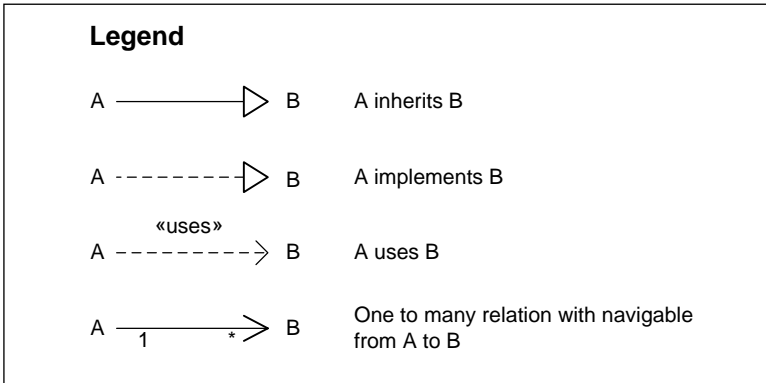 Legend
A B A inherits B
A B A implements B
«uses»
A B A uses B
A 1 * B One to many relation with navigable
from A to B